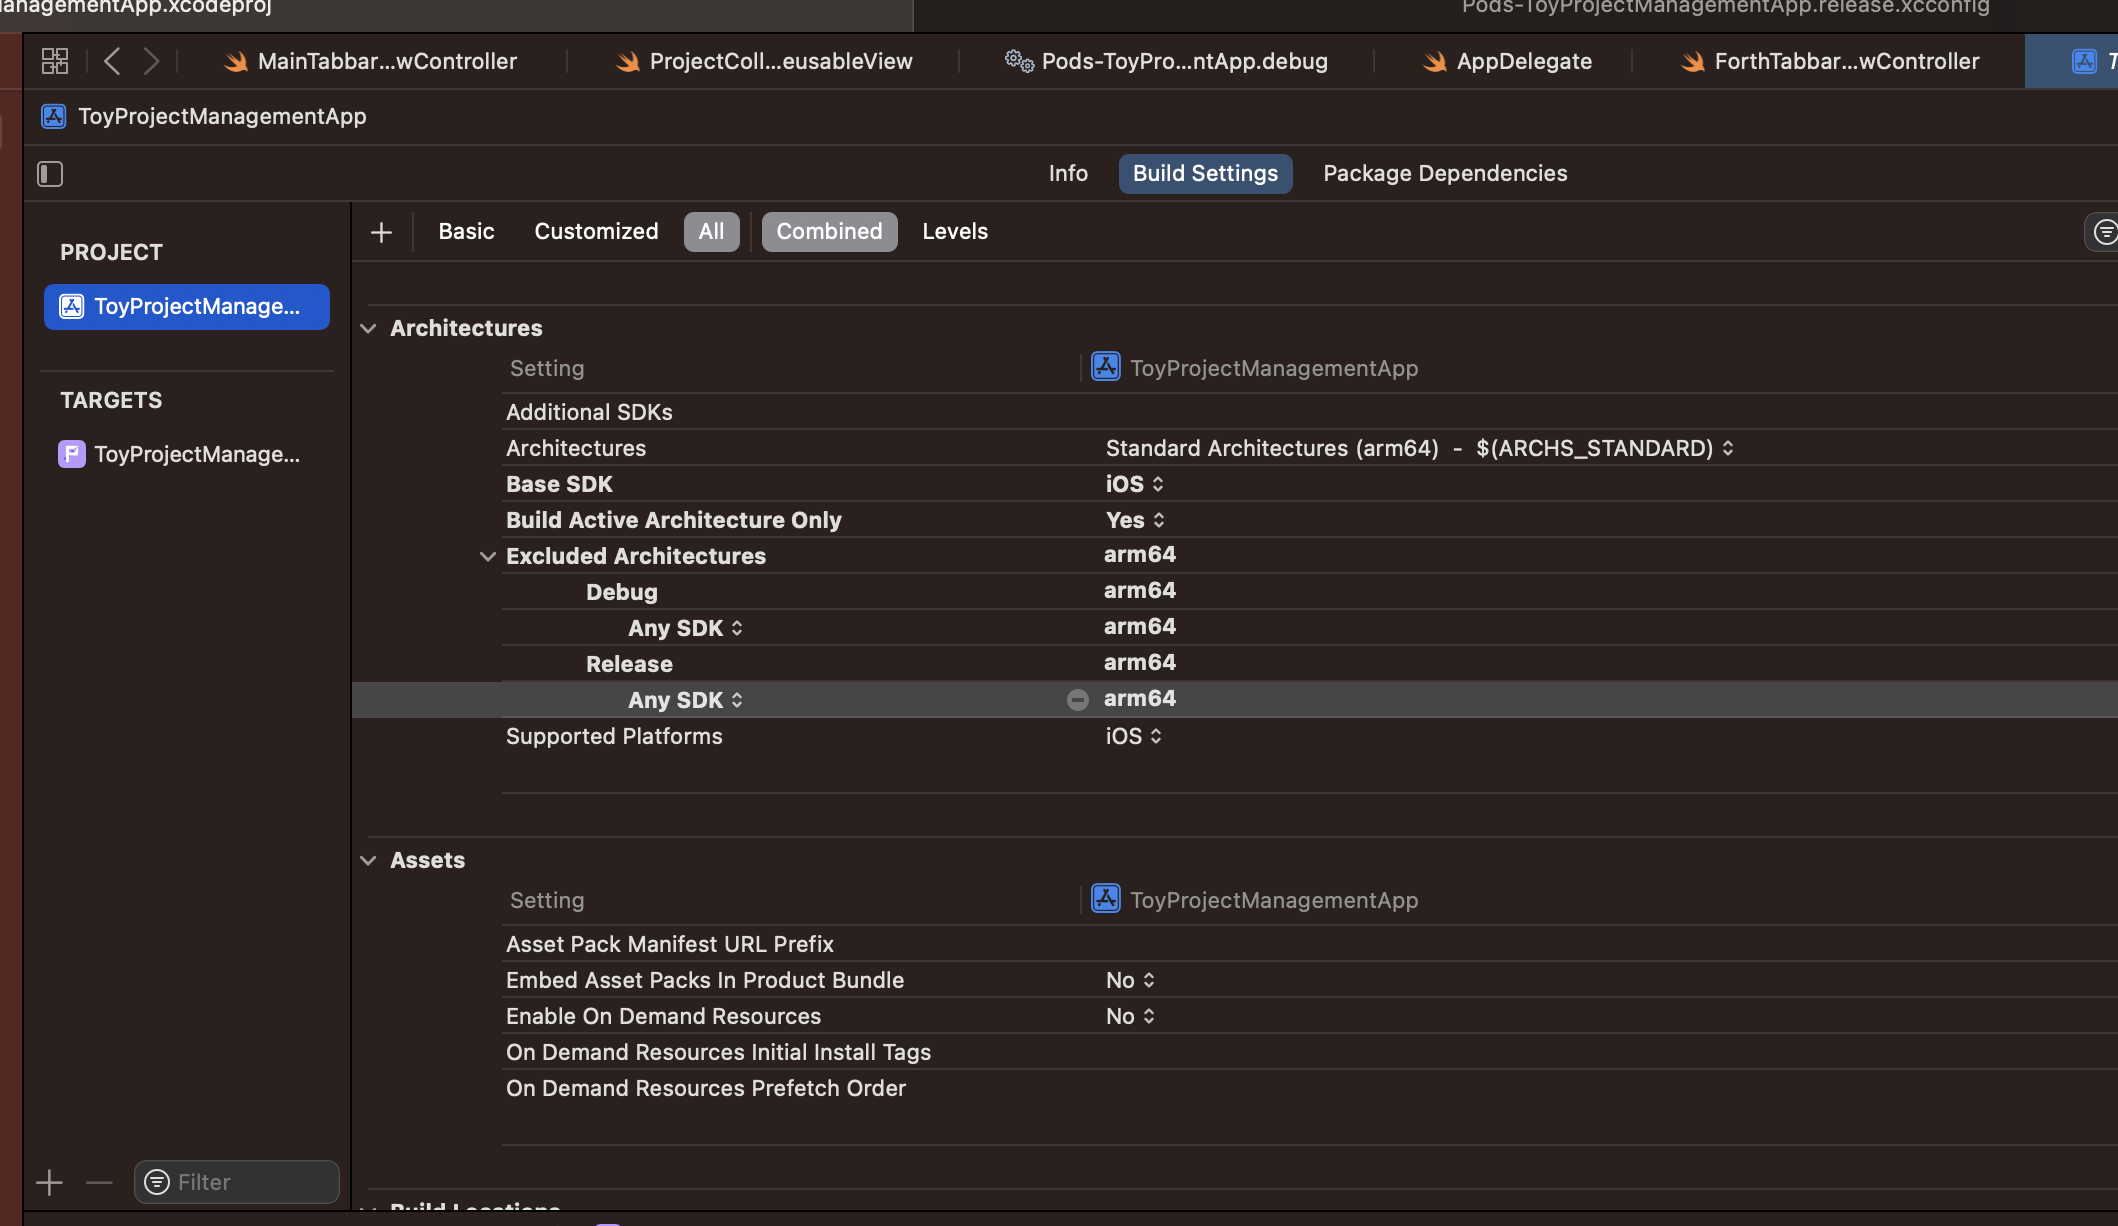 anagementApp.xcodeproj
Pods-ToyProjectManagementApp.release.xcconfig
MainTabbar...wController
ProjectColl...eusableView
Pods-ToyPro...ntApp.debug
AppDelegate
ForthTabbar...wController
T
ToyProjectManagementApp
Info
Build Settings
Package Dependencies
PROJECT
ToyProjectManage...
TARGETS
ToyProjectManage...
Filter
Basic
Customized
All
Combined
Levels
Architectures
Setting
ToyProjectManagementApp
Additional SDKs
Architectures
Standard Architectures (arm64) - $(ARCHS_STANDARD)
Base SDK
iOS
Build Active Architecture Only
Yes
Excluded Architectures
arm64
Debug
arm64
Any SDK
arm64
Release
arm64
Any SDK
arm64
Supported Platforms
iOS
Assets
Setting
ToyProjectManagementApp
Asset Pack Manifest URL Prefix
Embed Asset Packs In Product Bundle
No
Enable On Demand Resources
No
On Demand Resources Initial Install Tags
On Demand Resources Prefetch Order
Build Locations